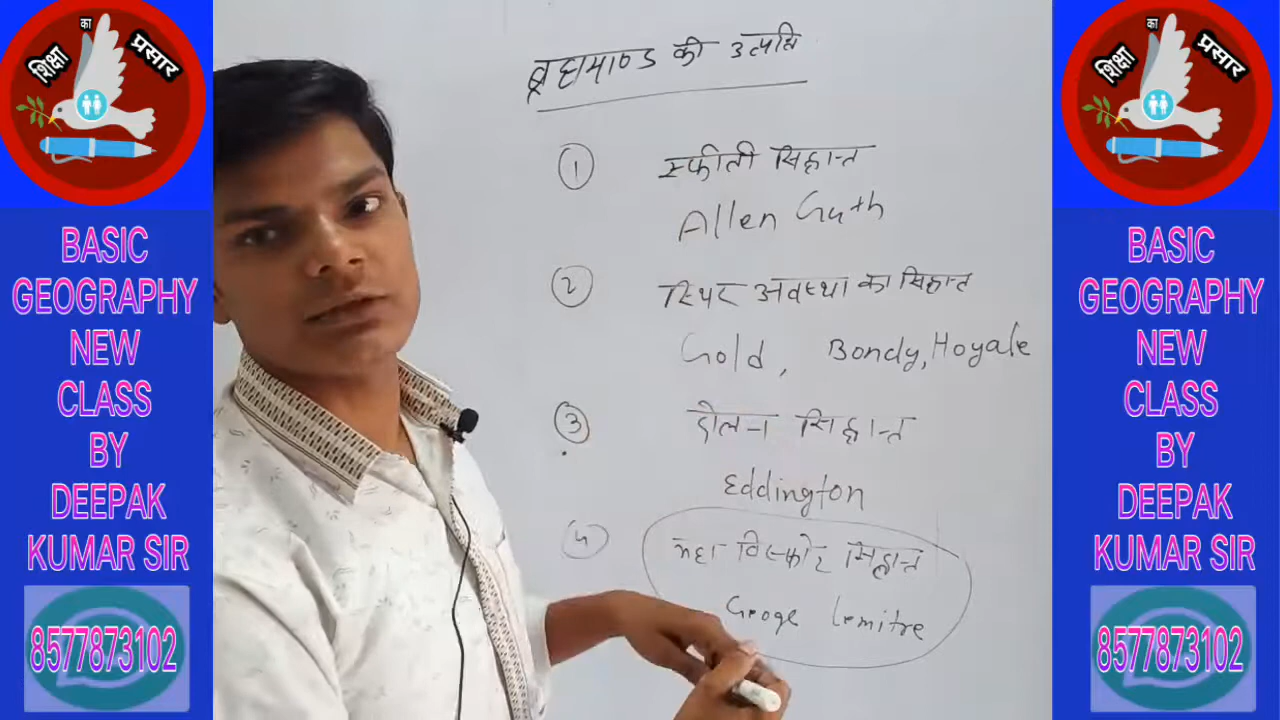 शिक्षा
का
प्रसार
BASIC
GEOGRAPHY
NEW
CLASS
BY
DEEPAK
KUMAR SIR
8577873102
ब्रह्माण्ड की उत्पत्ति
1 स्फीती सिद्धान्त
Allen Guth
2 स्थिर अवस्था का सिद्धान्त
Gold, Bondy, Hoyale
3 दोलन सिद्धान्त
Eddington
4 महा विस्फोट सिद्धान्त
Geoge Lemitre
शिक्षा
का
प्रसार
BASIC
GEOGRAPHY
NEW
CLASS
BY
DEEPAK
KUMAR SIR
8577873102